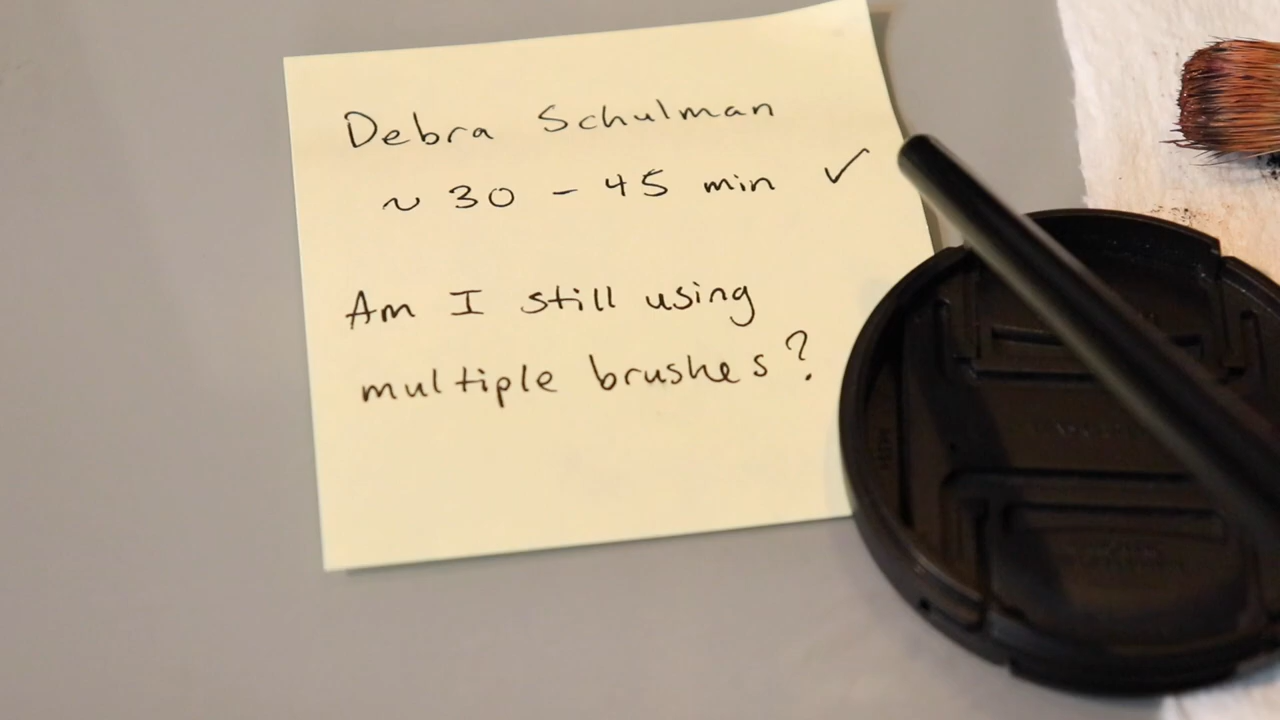 Debra Schulman
~ 30 - 45 min ✓
Am I still using
multiple brushes?